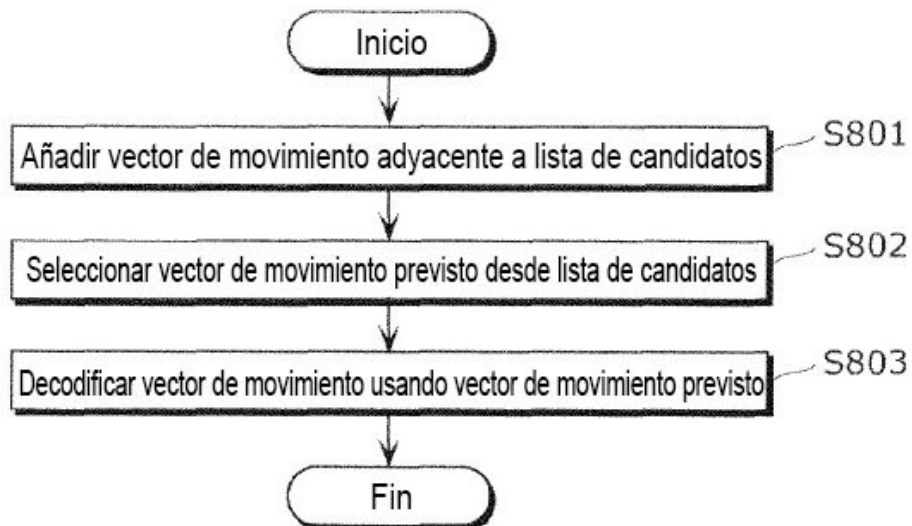 Inicio
Añadir vector de movimiento adyacente a lista de candidatos
S801
Seleccionar vector de movimiento previsto desde lista de candidatos
S802
Decodificar vector de movimiento usando vector de movimiento previsto
S803
Fin